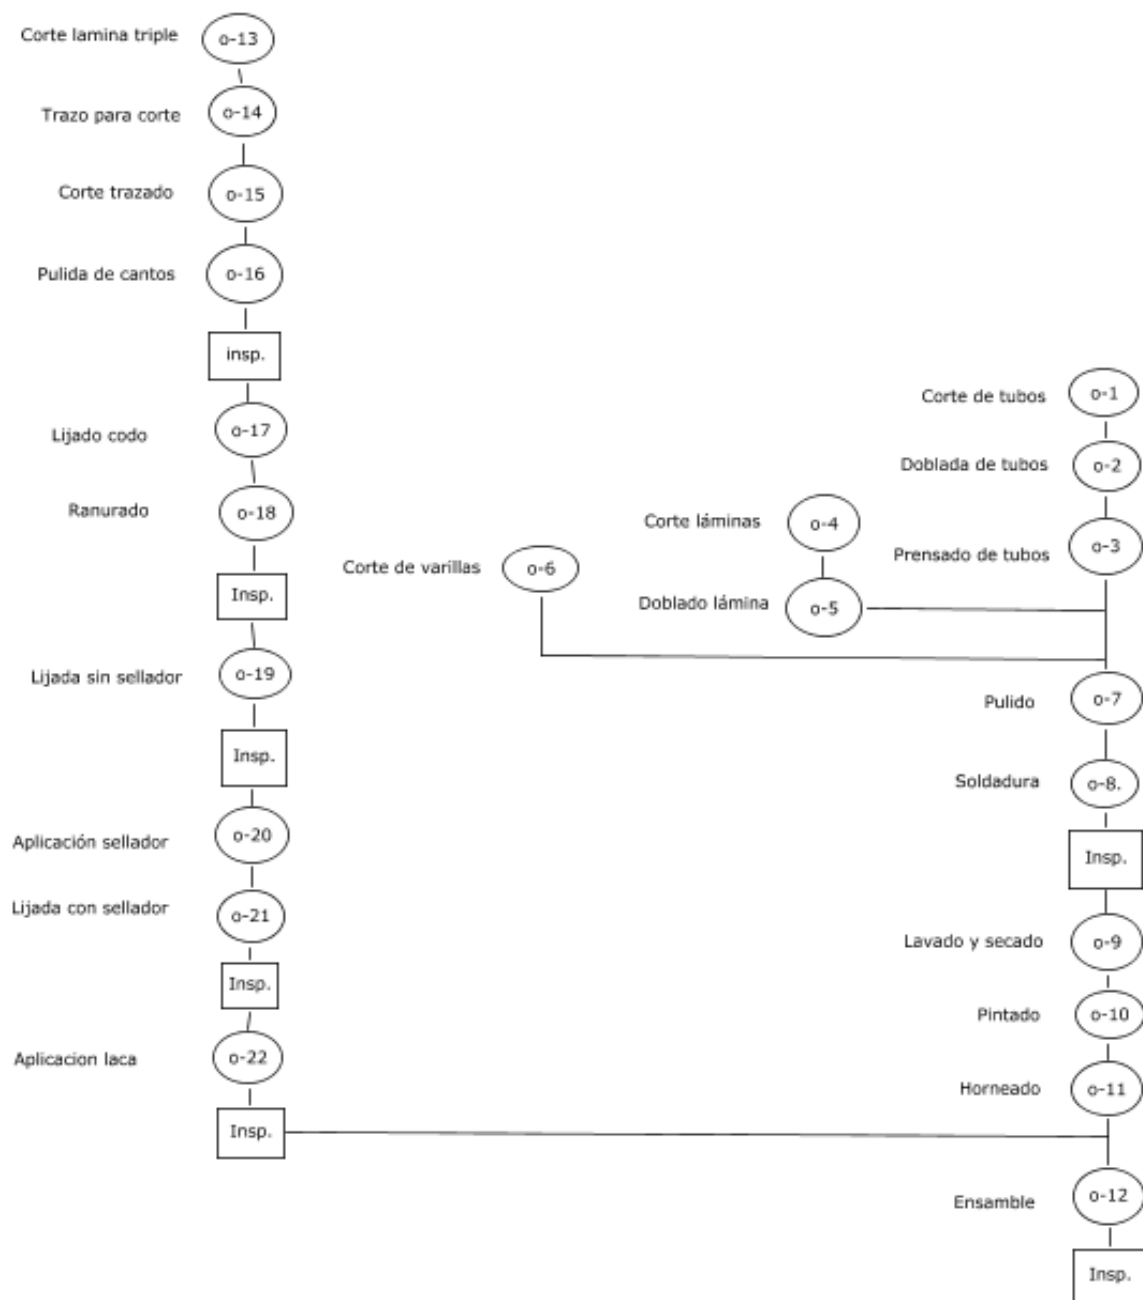 Corte lamina triple
o-13
Trazo para corte
o-14
Corte trazado
o-15
Pulida de cantos
o-16
insp.
Lijado codo
o-17
Ranurado
o-18
Insp.
Lijada sin sellador
o-19
Insp.
Aplicación sellador
o-20
Lijada con sellador
o-21
Insp.
Aplicacion laca
o-22
Insp.
Corte de varillas
o-6
Corte láminas
o-4
Doblado lámina
o-5
Corte de tubos
o-1
Doblada de tubos
o-2
Prensado de tubos
o-3
Pulido
o-7
Soldadura
o-8.
Insp.
Lavado y secado
o-9
Pintado
o-10
Horneado
o-11
Ensamble
o-12
Insp.